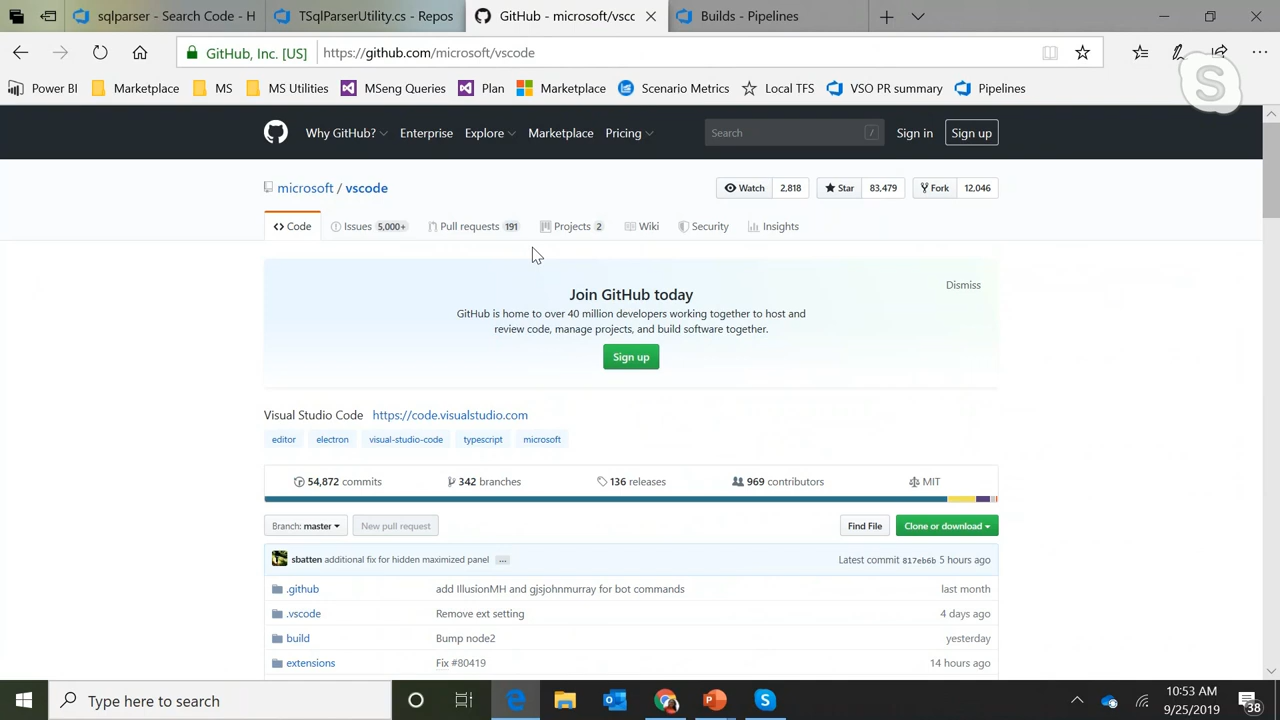 sqlparser - Search Code - H
TSqlParserUtility.cs - Repos
GitHub - microsoft/vscc
Builds - Pipelines
GitHub, Inc. [US]
https://github.com/microsoft/vscode
Power BI
Marketplace
MS
MS Utilities
MSeng Queries
Plan
Marketplace
Scenario Metrics
Local TFS
VSO PR summary
Pipelines
Why GitHub?
Enterprise
Explore
Marketplace
Pricing
Search
/
Sign in
Sign up
microsoft / vscode
Watch 2,818
Star 83,479
Fork 12,046
<> Code
Issues 5,000+
Pull requests 191
Projects 2
Wiki
Security
Insights
Join GitHub today
Dismiss
GitHub is home to over 40 million developers working together to host and
review code, manage projects, and build software together.
Sign up
Visual Studio Code https://code.visualstudio.com
editor
electron
visual-studio-code
typescript
microsoft
54,872 commits
342 branches
136 releases
969 contributors
MIT
Branch: master
New pull request
Find File
Clone or download
sbatten additional fix for hidden maximized panel ...
Latest commit 817eb6b 5 hours ago
.github
add IllusionMH and gjsjohnmurray for bot commands
last month
.vscode
Remove ext setting
4 days ago
build
Bump node2
yesterday
extensions
Fix #80419
14 hours ago
Type here to search
10:53 AM
9/25/2019
38